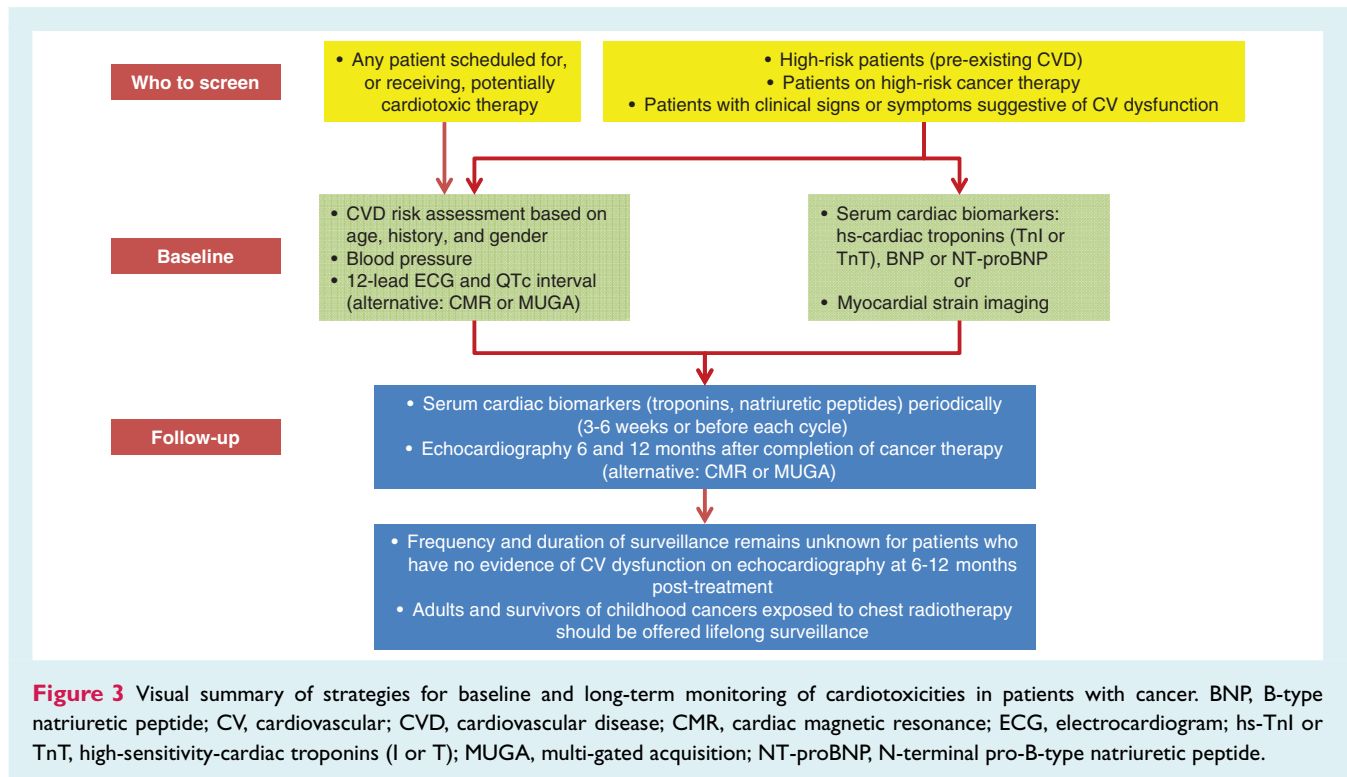 Who to screen
• Any patient scheduled for,
or receiving, potentially
cardiotoxic therapy
• High-risk patients (pre-existing CVD)
• Patients on high-risk cancer therapy
• Patients with clinical signs or symptoms suggestive of CV dysfunction
Baseline
• CVD risk assessment based on
age, history, and gender
• Blood pressure
• 12-lead ECG and QTc interval
(alternative: CMR or MUGA)
• Serum cardiac biomarkers:
hs-cardiac troponins (TnI or
TnT), BNP or NT-proBNP
or
• Myocardial strain imaging
Follow-up
• Serum cardiac biomarkers (troponins, natriuretic peptides) periodically
(3-6 weeks or before each cycle)
• Echocardiography 6 and 12 months after completion of cancer therapy
(alternative: CMR or MUGA)
• Frequency and duration of surveillance remains unknown for patients who
have no evidence of CV dysfunction on echocardiography at 6-12 months
post-treatment
• Adults and survivors of childhood cancers exposed to chest radiotherapy
should be offered lifelong surveillance
Figure 3 Visual summary of strategies for baseline and long-term monitoring of cardiotoxicities in patients with cancer. BNP, B-type
natriuretic peptide; CV, cardiovascular; CVD, cardiovascular disease; CMR, cardiac magnetic resonance; ECG, electrocardiogram; hs-TnI or
TnT, high-sensitivity-cardiac troponins (I or T); MUGA, multi-gated acquisition; NT-proBNP, N-terminal pro-B-type natriuretic peptide.